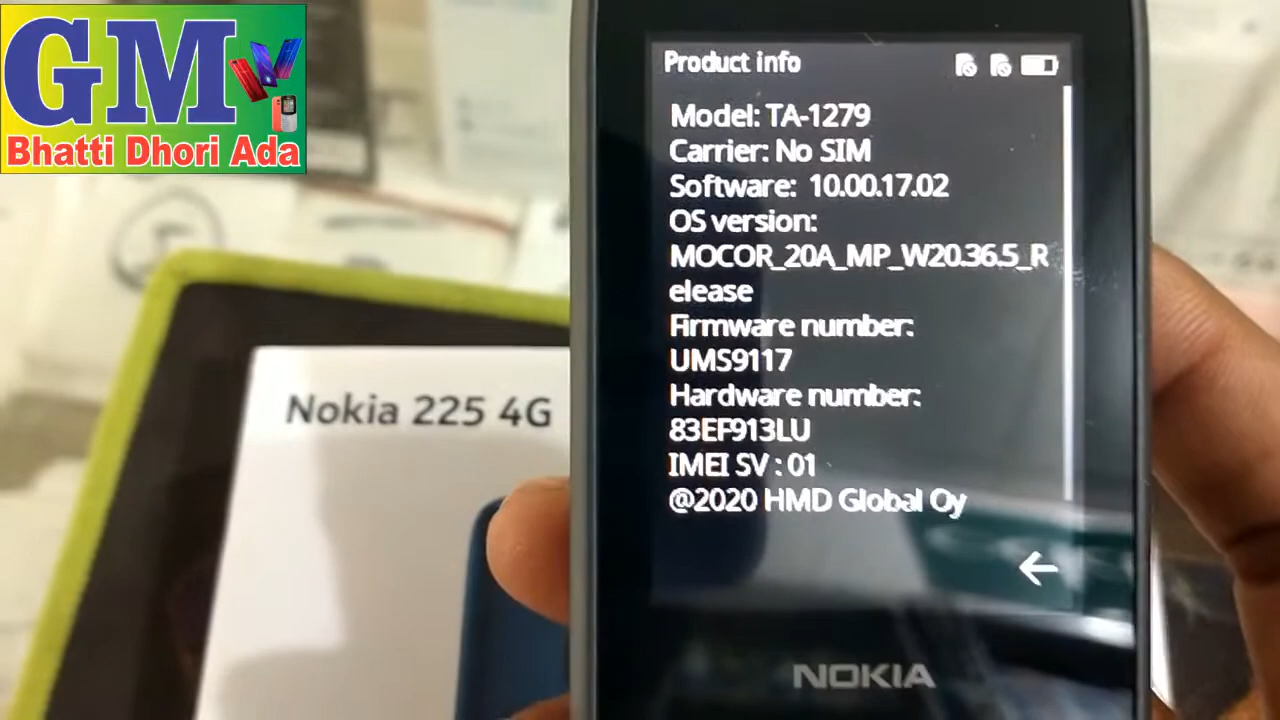 GM
Bhatti Dhori Ada
Product info
Model: TA-1279
Carrier: No SIM
Software: 10.00.17.02
OS version:
MOCOR_20A_MP_W20.36.5_R
elease
Firmware number:
UMS9117
Hardware number:
83EF913LU
IMEI SV : 01
@2020 HMD Global Oy
Nokia 225 4G
NOKIA